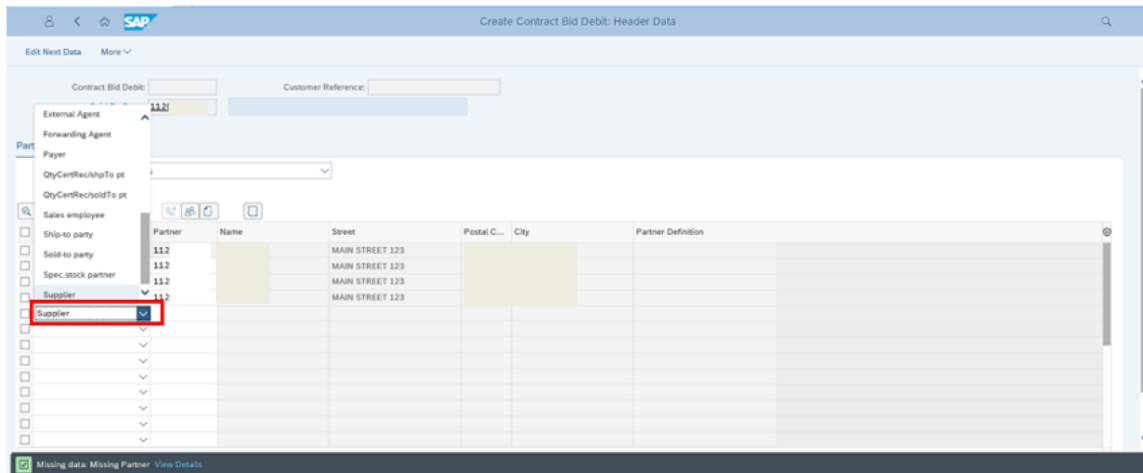 SAP Create Contract Bid Debit: Header Data
Edit Next Data More
Contract Bid Debit: Customer Reference:
112
External Agent
Forwarding Agent
Part
Payer
QtyCertRec/shpTo pt
QtyCertRec/soldTo pt
Sales employee
Ship-to party Partner Name Street Postal C... City Partner Definition
Sold-to party 112 MAIN STREET 123
112 MAIN STREET 123
Spec.stock partner 112 MAIN STREET 123
Supplier 112 MAIN STREET 123
Supplier
Missing data: Missing Partner View Details